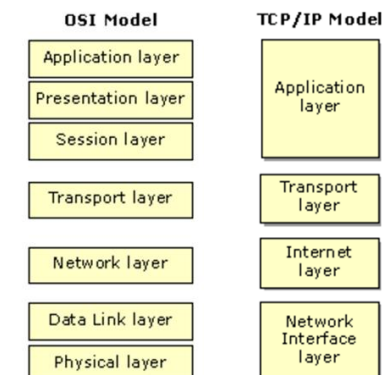 OSI Model
TCP/IP Model
Application layer
Presentation layer
Session layer
Application
layer
Transport layer
Transport
layer
Network layer
Internet
layer
Data Link layer
Physical layer
Network
Interface
layer